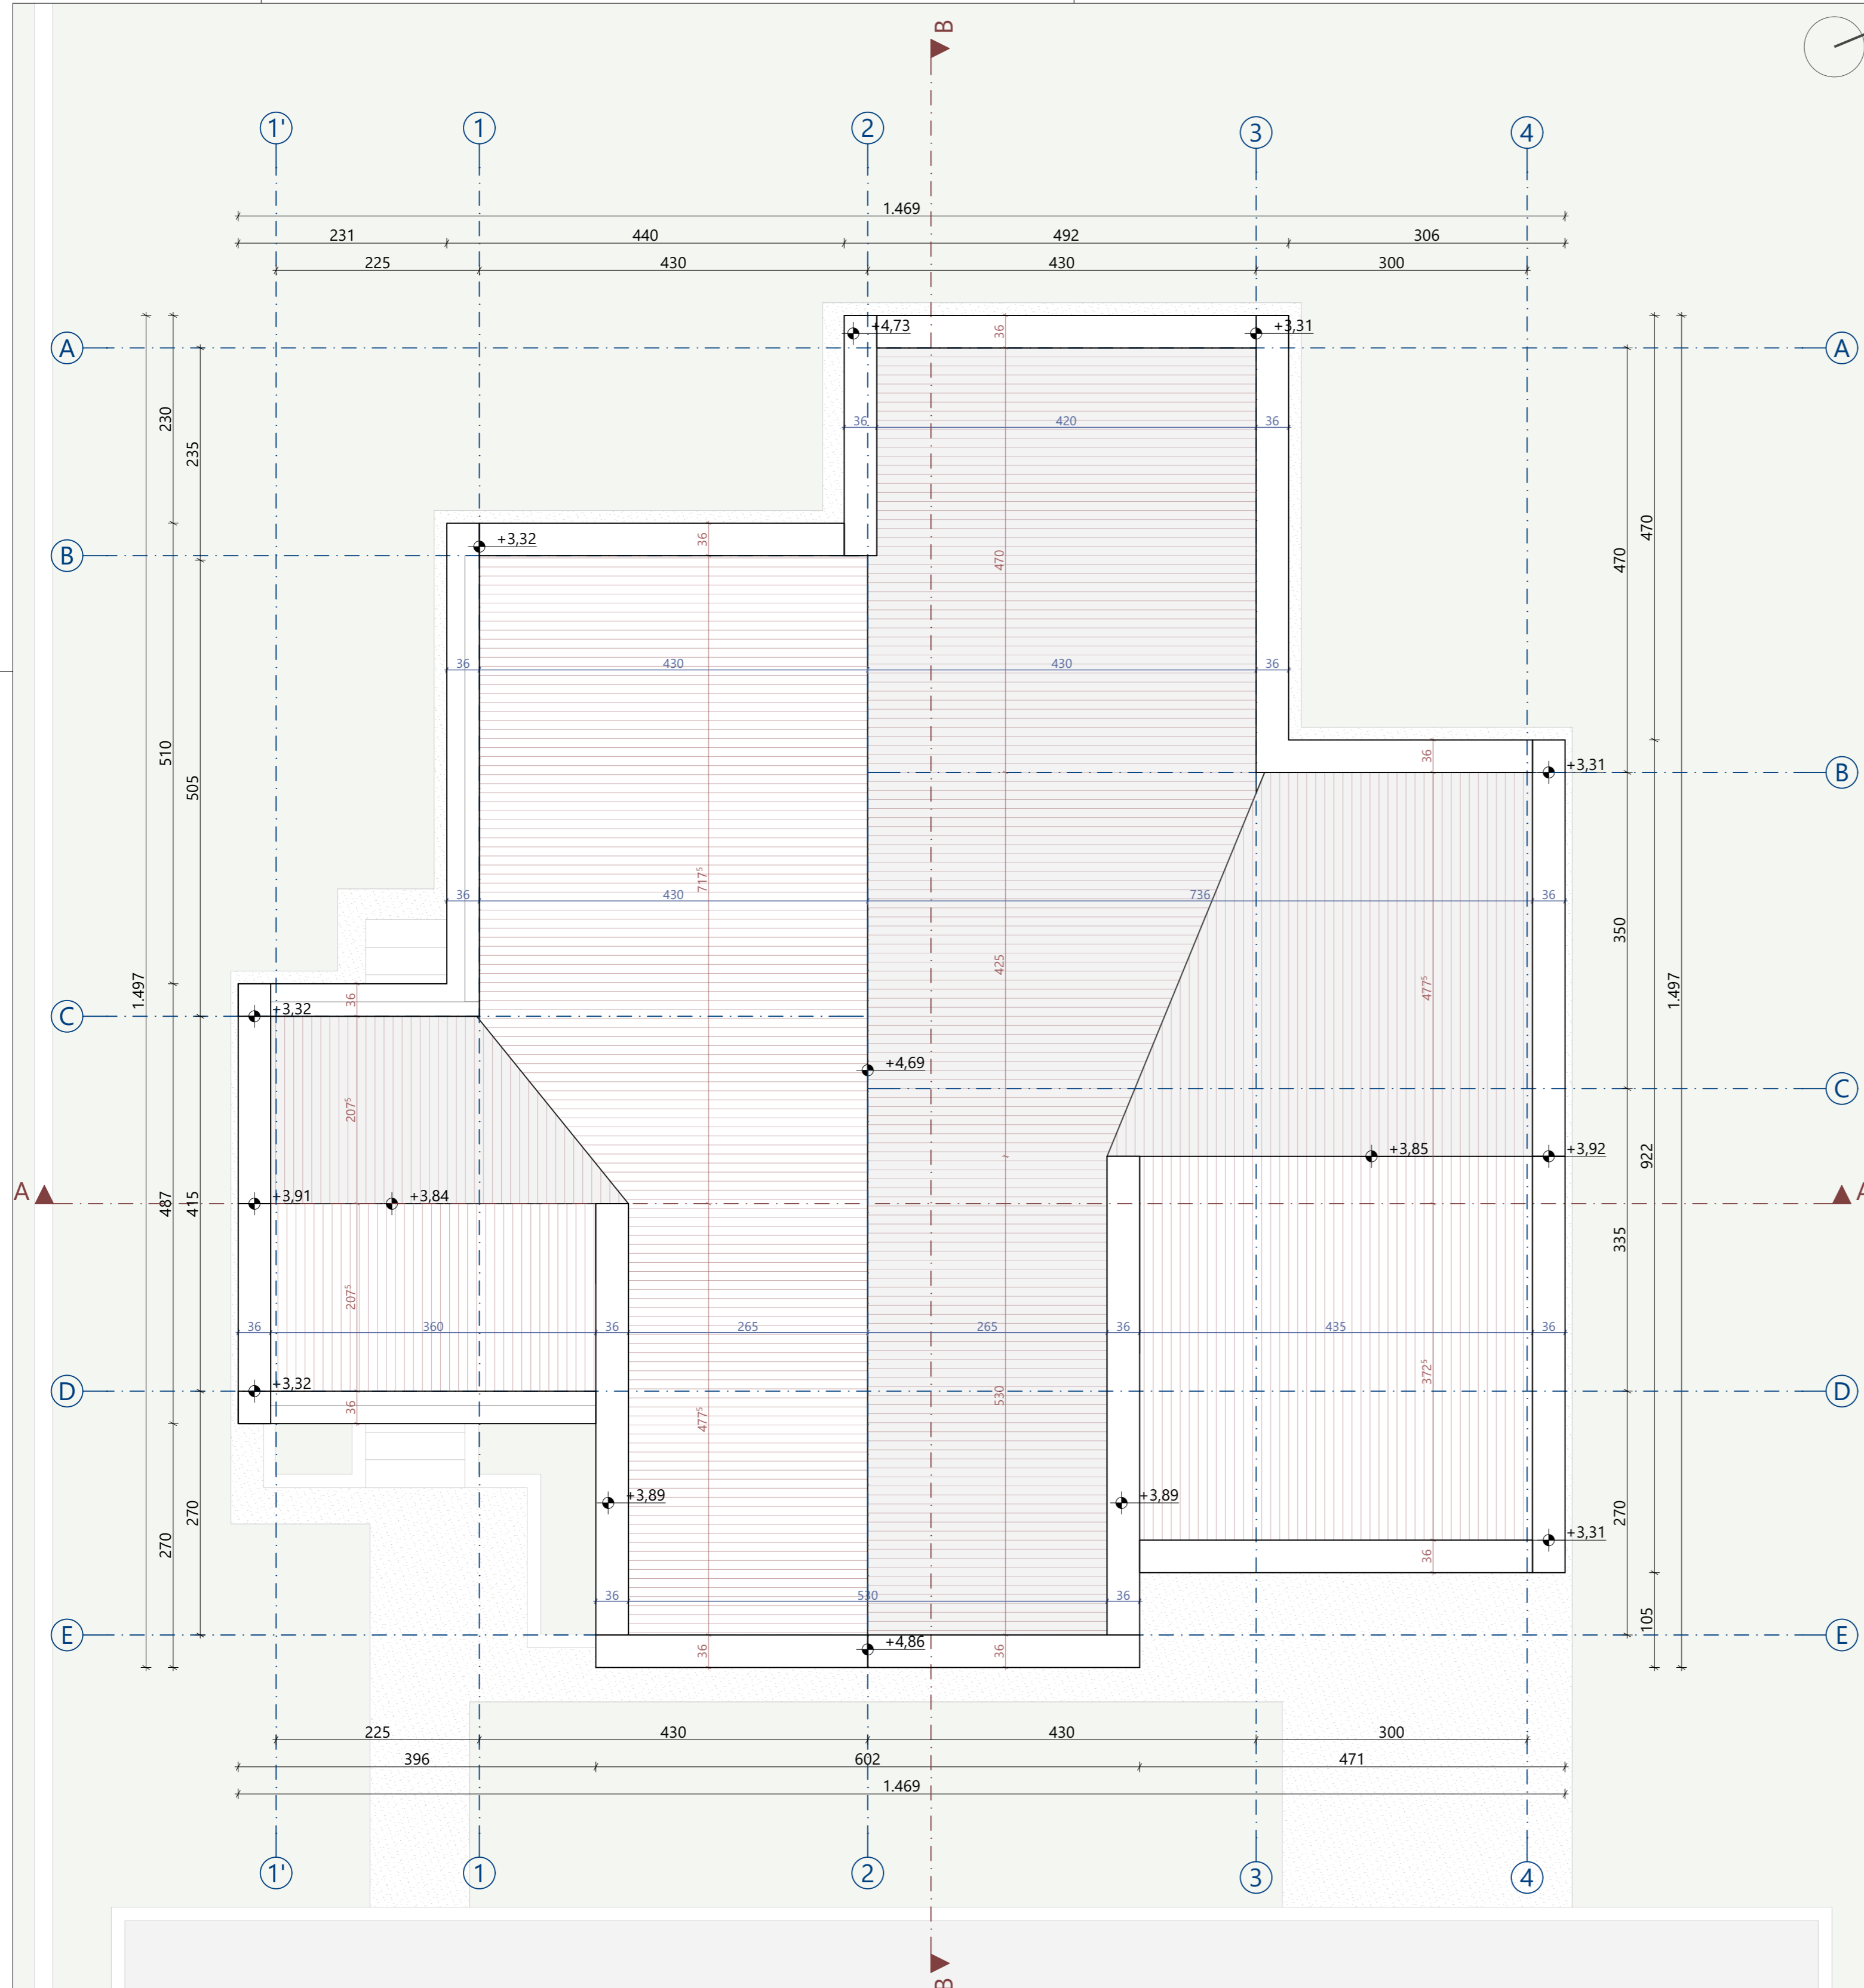 B
1' 1 2 3 4
1.469
231 440 492 306
225 430 430 300
+4,73 36 +3,31
A A
230 235
36 420 36
470 470
B +3,32 36 470
36 430 430 36
36 +3,31
B
510 505
717⁵
36 430 736 36
350
425 477⁵
1.497 1.497
36 +3,32
C
+4,69
C
207⁵
+3,85 +3,92
922
A A
+3,91 +3,84
487 415
335
207⁵
36 360 36 265 265 36 435 36
372⁵
+3,32
D D
36 530
477⁵
+3,89 +3,89
270 270
270
+3,31
36
36 530 36
105
E E
36 +4,86 36
225 430 430 300
396 602 471
1.469
1' 1 2 3 4
B